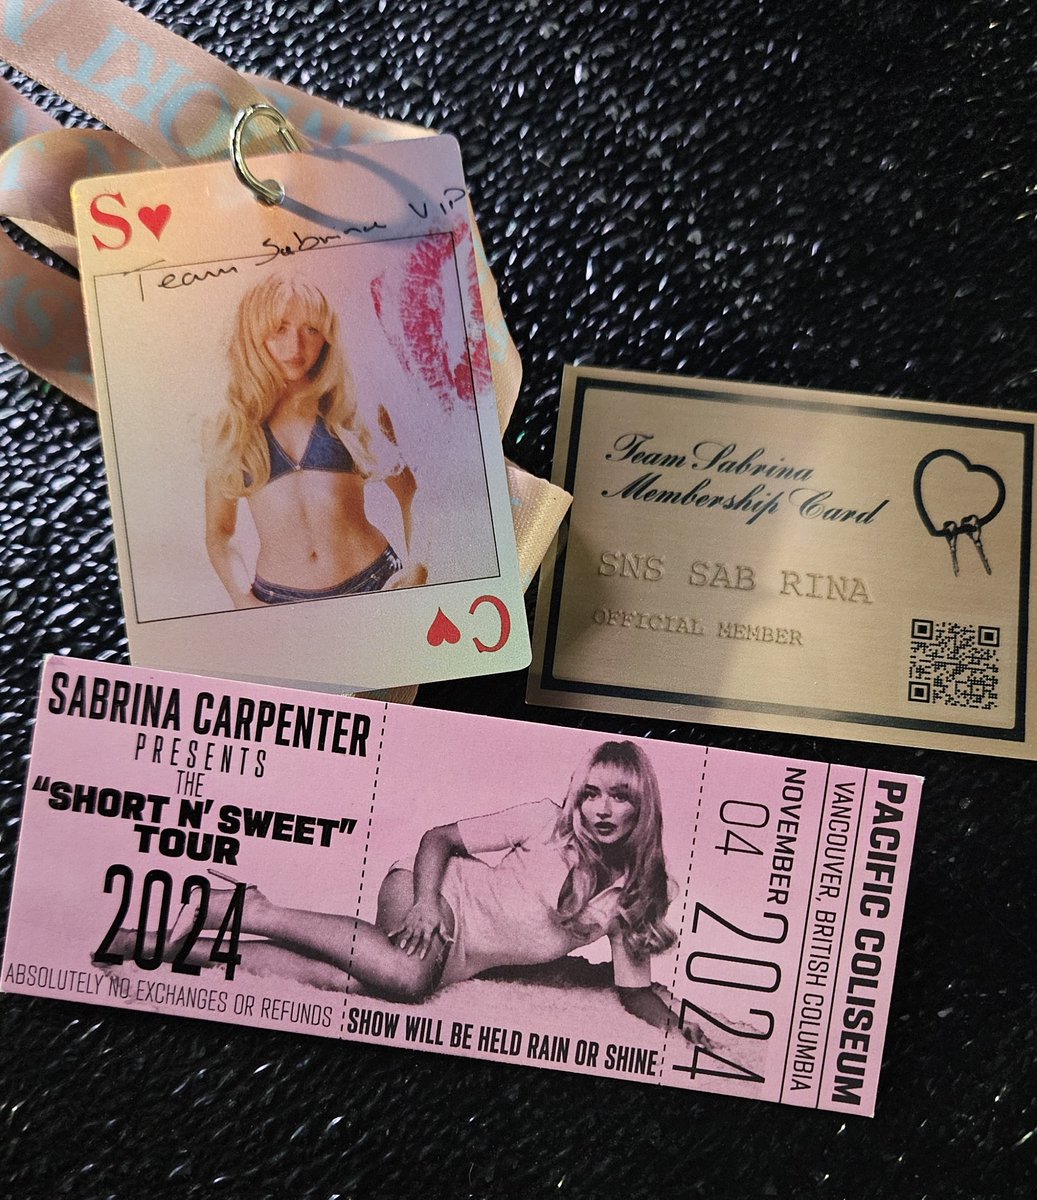 S
Team Sabrina VIP
C
Team Sabrina
Membership Card
SNS SAB RINA
OFFICIAL MEMBER
SABRINA CARPENTER
PRESENTS
THE
"SHORT N' SWEET"
TOUR
2024
ABSOLUTELY NO EXCHANGES OR REFUNDS
SHOW WILL BE HELD RAIN OR SHINE
NOVEMBER
04
2024
VANCOUVER, BRITISH COLUMBIA
PACIFIC COLISEUM